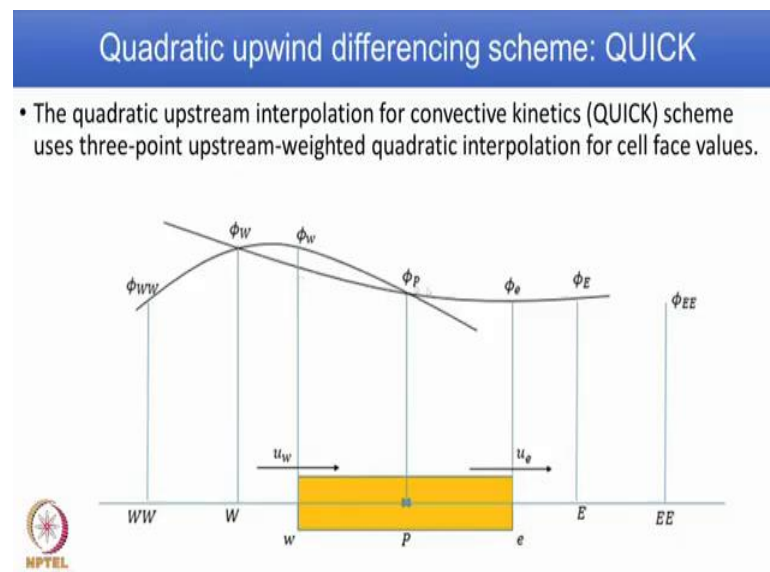 Quadratic upwind differencing scheme: QUICK
• The quadratic upstream interpolation for convective kinetics (QUICK) scheme
uses three-point upstream-weighted quadratic interpolation for cell face values.
ϕW ϕw
ϕWW ϕP ϕe ϕE ϕEE
uw ue
WW W w P e E EE
NPTEL